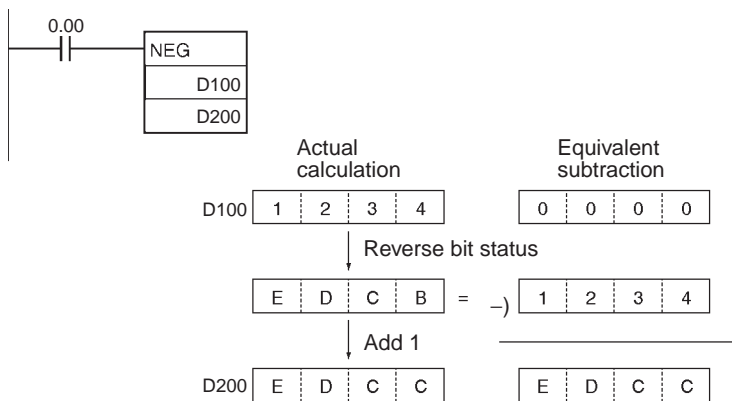 0.00
NEG
D100
D200
Actual calculation
Equivalent subtraction
D100 1 2 3 4 0 0 0 0
Reverse bit status
E D C B = –) 1 2 3 4
Add 1
D200 E D C C E D C C